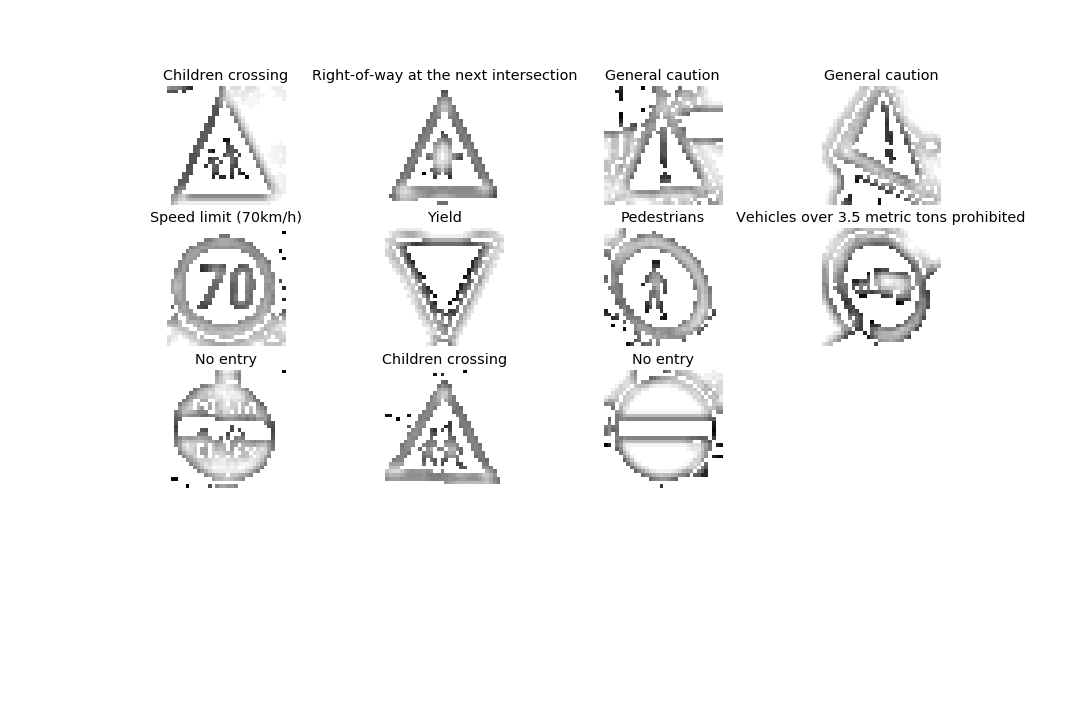 Children crossing
Right-of-way at the next intersection
General caution
General caution
Speed limit (70km/h)
Yield
Pedestrians
Vehicles over 3.5 metric tons prohibited
70
No entry
Children crossing
No entry